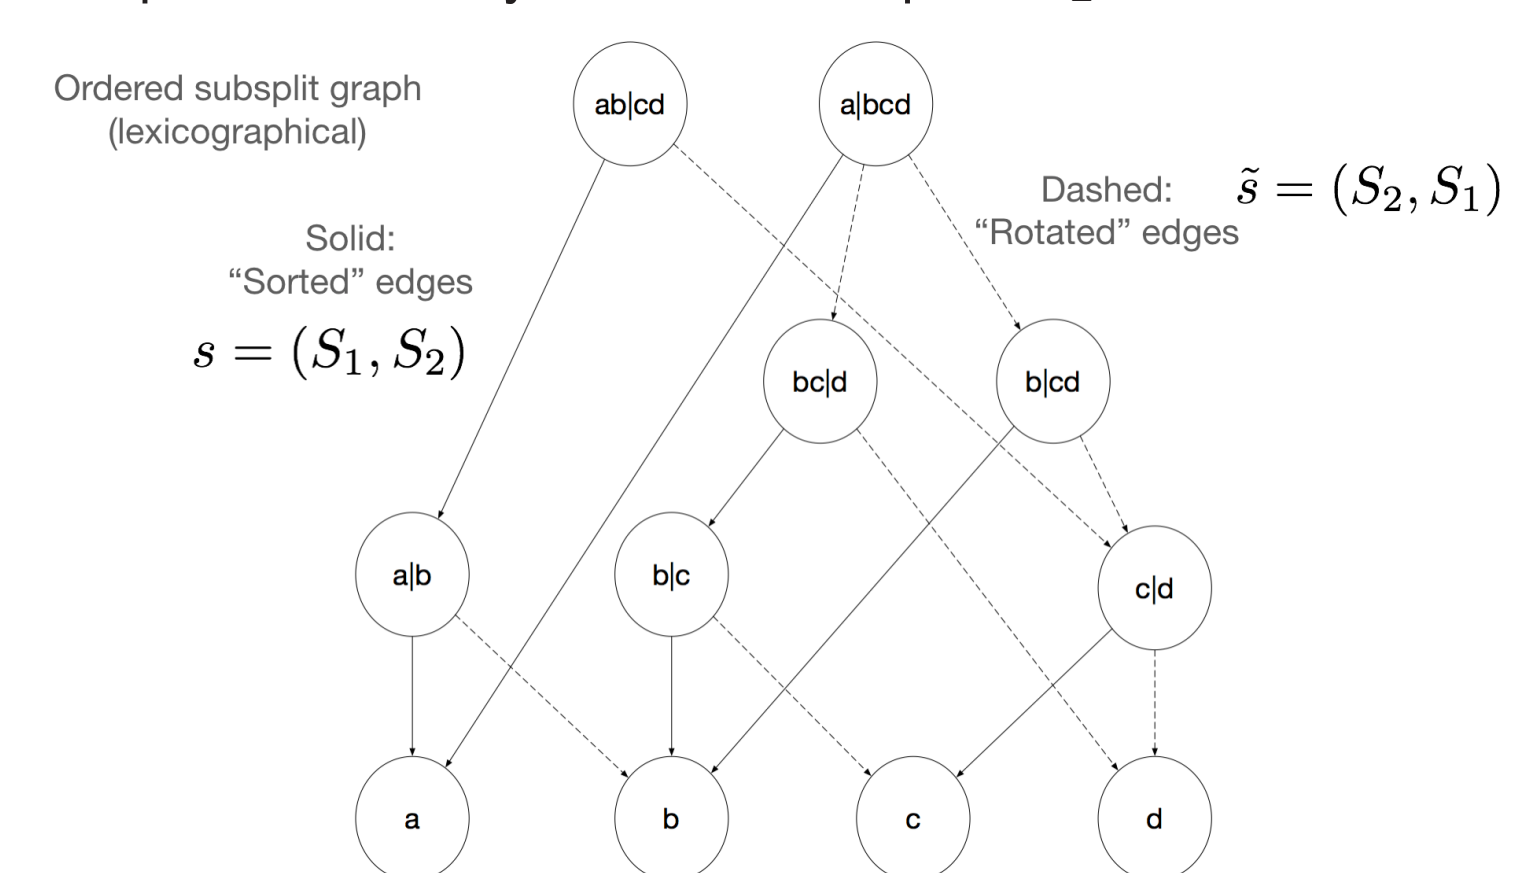 Ordered subsplit graph
(lexicographical)
ab|cd
a|bcd
Dashed:
“Rotated” edges
s̃ = (S₂, S₁)
Solid:
“Sorted” edges
s = (S₁, S₂)
bc|d
b|cd
a|b
b|c
c|d
a
b
c
d